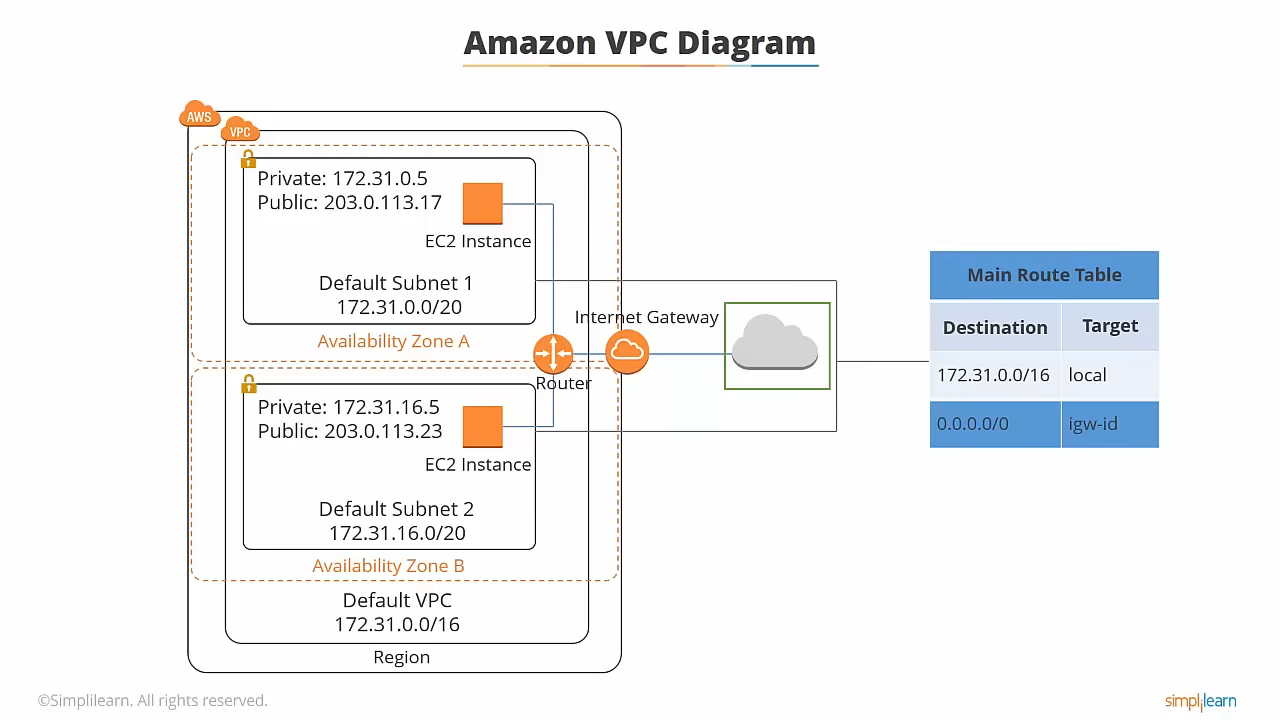 Amazon VPC Diagram
AWS
VPC
Private: 172.31.0.5
Public: 203.0.113.17
EC2 Instance
Default Subnet 1
172.31.0.0/20
Availability Zone A
Internet Gateway
Router
Private: 172.31.16.5
Public: 203.0.113.23
EC2 Instance
Default Subnet 2
172.31.16.0/20
Availability Zone B
Default VPC
172.31.0.0/16
Region
Main Route Table
Destination Target
172.31.0.0/16 local
0.0.0.0/0 igw-id
©Simplilearn. All rights reserved.
simplilearn